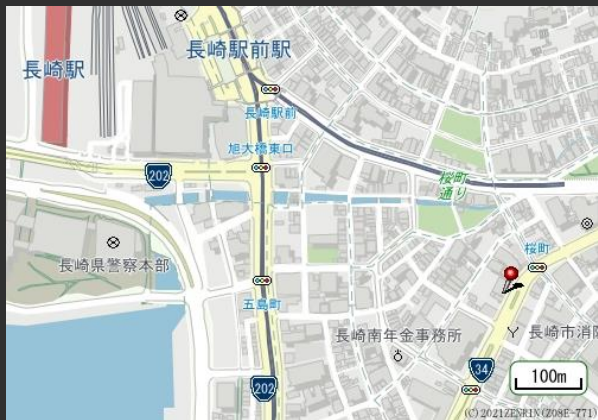 長崎駅前駅
長崎駅
長崎駅前
旭大橋東口
202
桜町
通り
桜町
長崎県警察本部
五島町
長崎南年金事務所
長崎市消防
34
202
100m
(C)2021ZENRIN(Z08E-771)